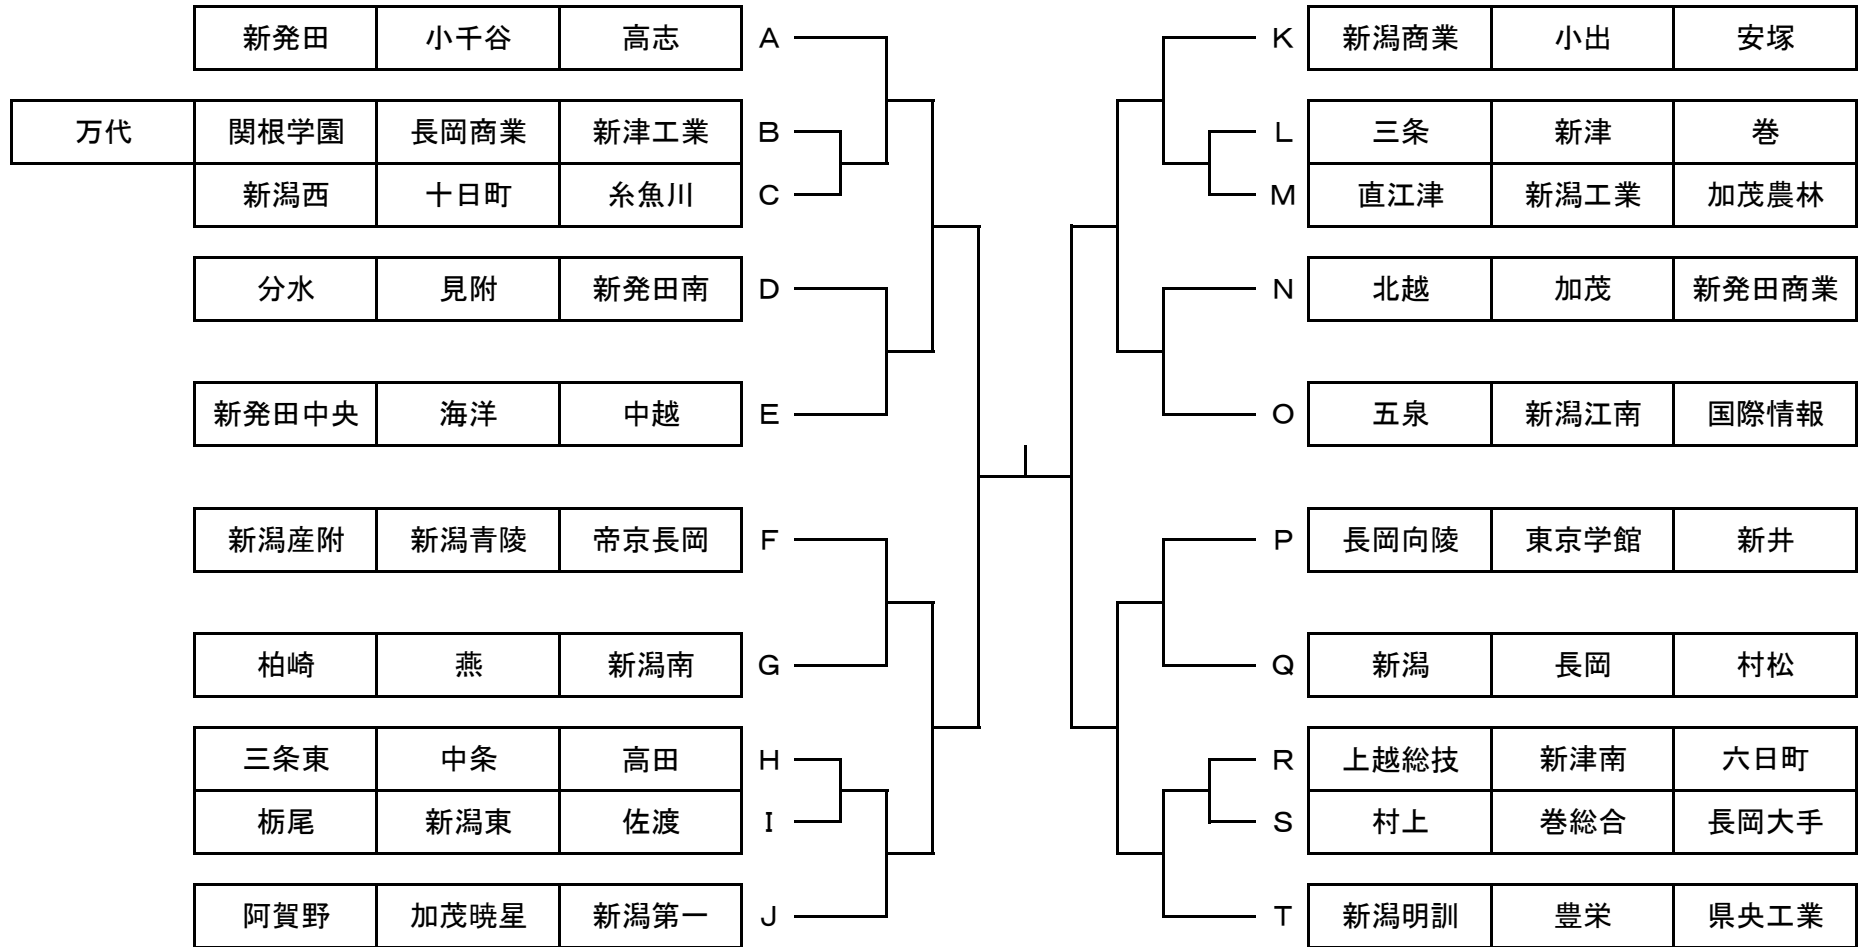 新発田 小千谷 高志 A
万代 関根学園 長岡商業 新津工業 B
新潟西 十日町 糸魚川 C
分水 見附 新発田南 D
新発田中央 海洋 中越 E
新潟産附 新潟青陵 帝京長岡 F
柏崎 燕 新潟南 G
三条東 中条 高田 H
栃尾 新潟東 佐渡 I
阿賀野 加茂暁星 新潟第一 J
K 新潟商業 小出 安塚
L 三条 新津 巻
M 直江津 新潟工業 加茂農林
N 北越 加茂 新発田商業
O 五泉 新潟江南 国際情報
P 長岡向陵 東京学館 新井
Q 新潟 長岡 村松
R 上越総技 新津南 六日町
S 村上 巻総合 長岡大手
T 新潟明訓 豊栄 県央工業